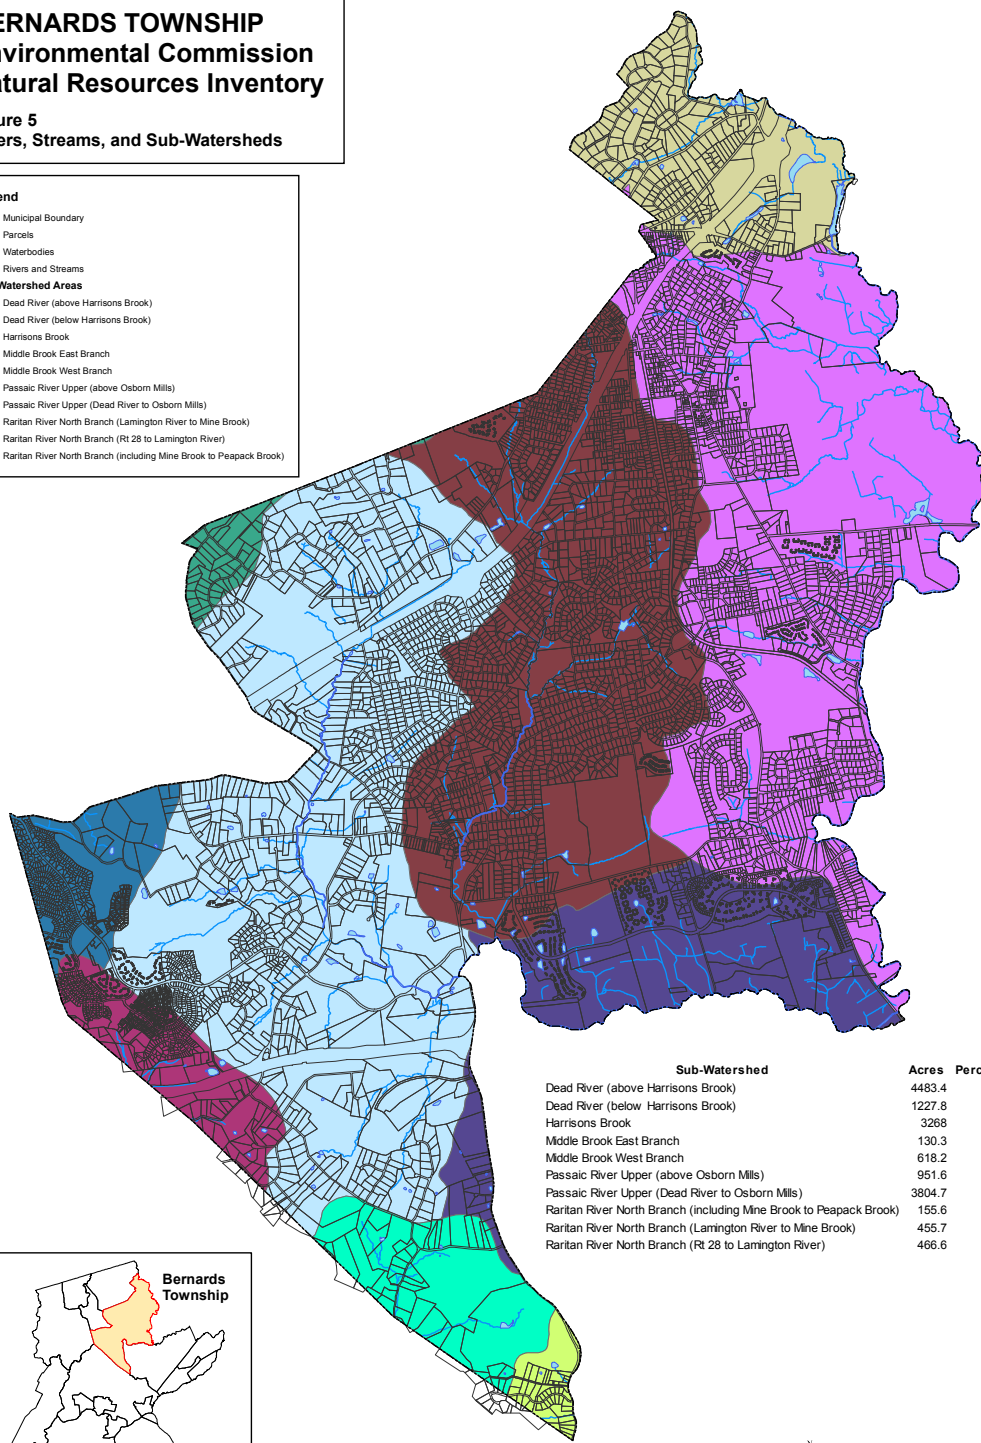 ERNARDS TOWNSHIP
nvironmental Commission
atural Resources Inventory
ure 5
ers, Streams, and Sub-Watersheds
end
Municipal Boundary
Parcels
Waterbodies
Rivers and Streams
Watershed Areas
Dead River (above Harrisons Brook)
Dead River (below Harrisons Brook)
Harrisons Brook
Middle Brook East Branch
Middle Brook West Branch
Passaic River Upper (above Osborn Mills)
Passaic River Upper (Dead River to Osborn Mills)
Raritan River North Branch (Lamington River to Mine Brook)
Raritan River North Branch (Rt 28 to Lamington River)
Raritan River North Branch (including Mine Brook to Peapack Brook)
Sub-Watershed Acres Perc
Dead River (above Harrisons Brook) 4483.4
Dead River (below Harrisons Brook) 1227.8
Harrisons Brook 3268
Middle Brook East Branch 130.3
Middle Brook West Branch 618.2
Passaic River Upper (above Osborn Mills) 951.6
Passaic River Upper (Dead River to Osborn Mills) 3804.7
Raritan River North Branch (including Mine Brook to Peapack Brook) 155.6
Raritan River North Branch (Lamington River to Mine Brook) 455.7
Raritan River North Branch (Rt 28 to Lamington River) 466.6
Bernards
Township